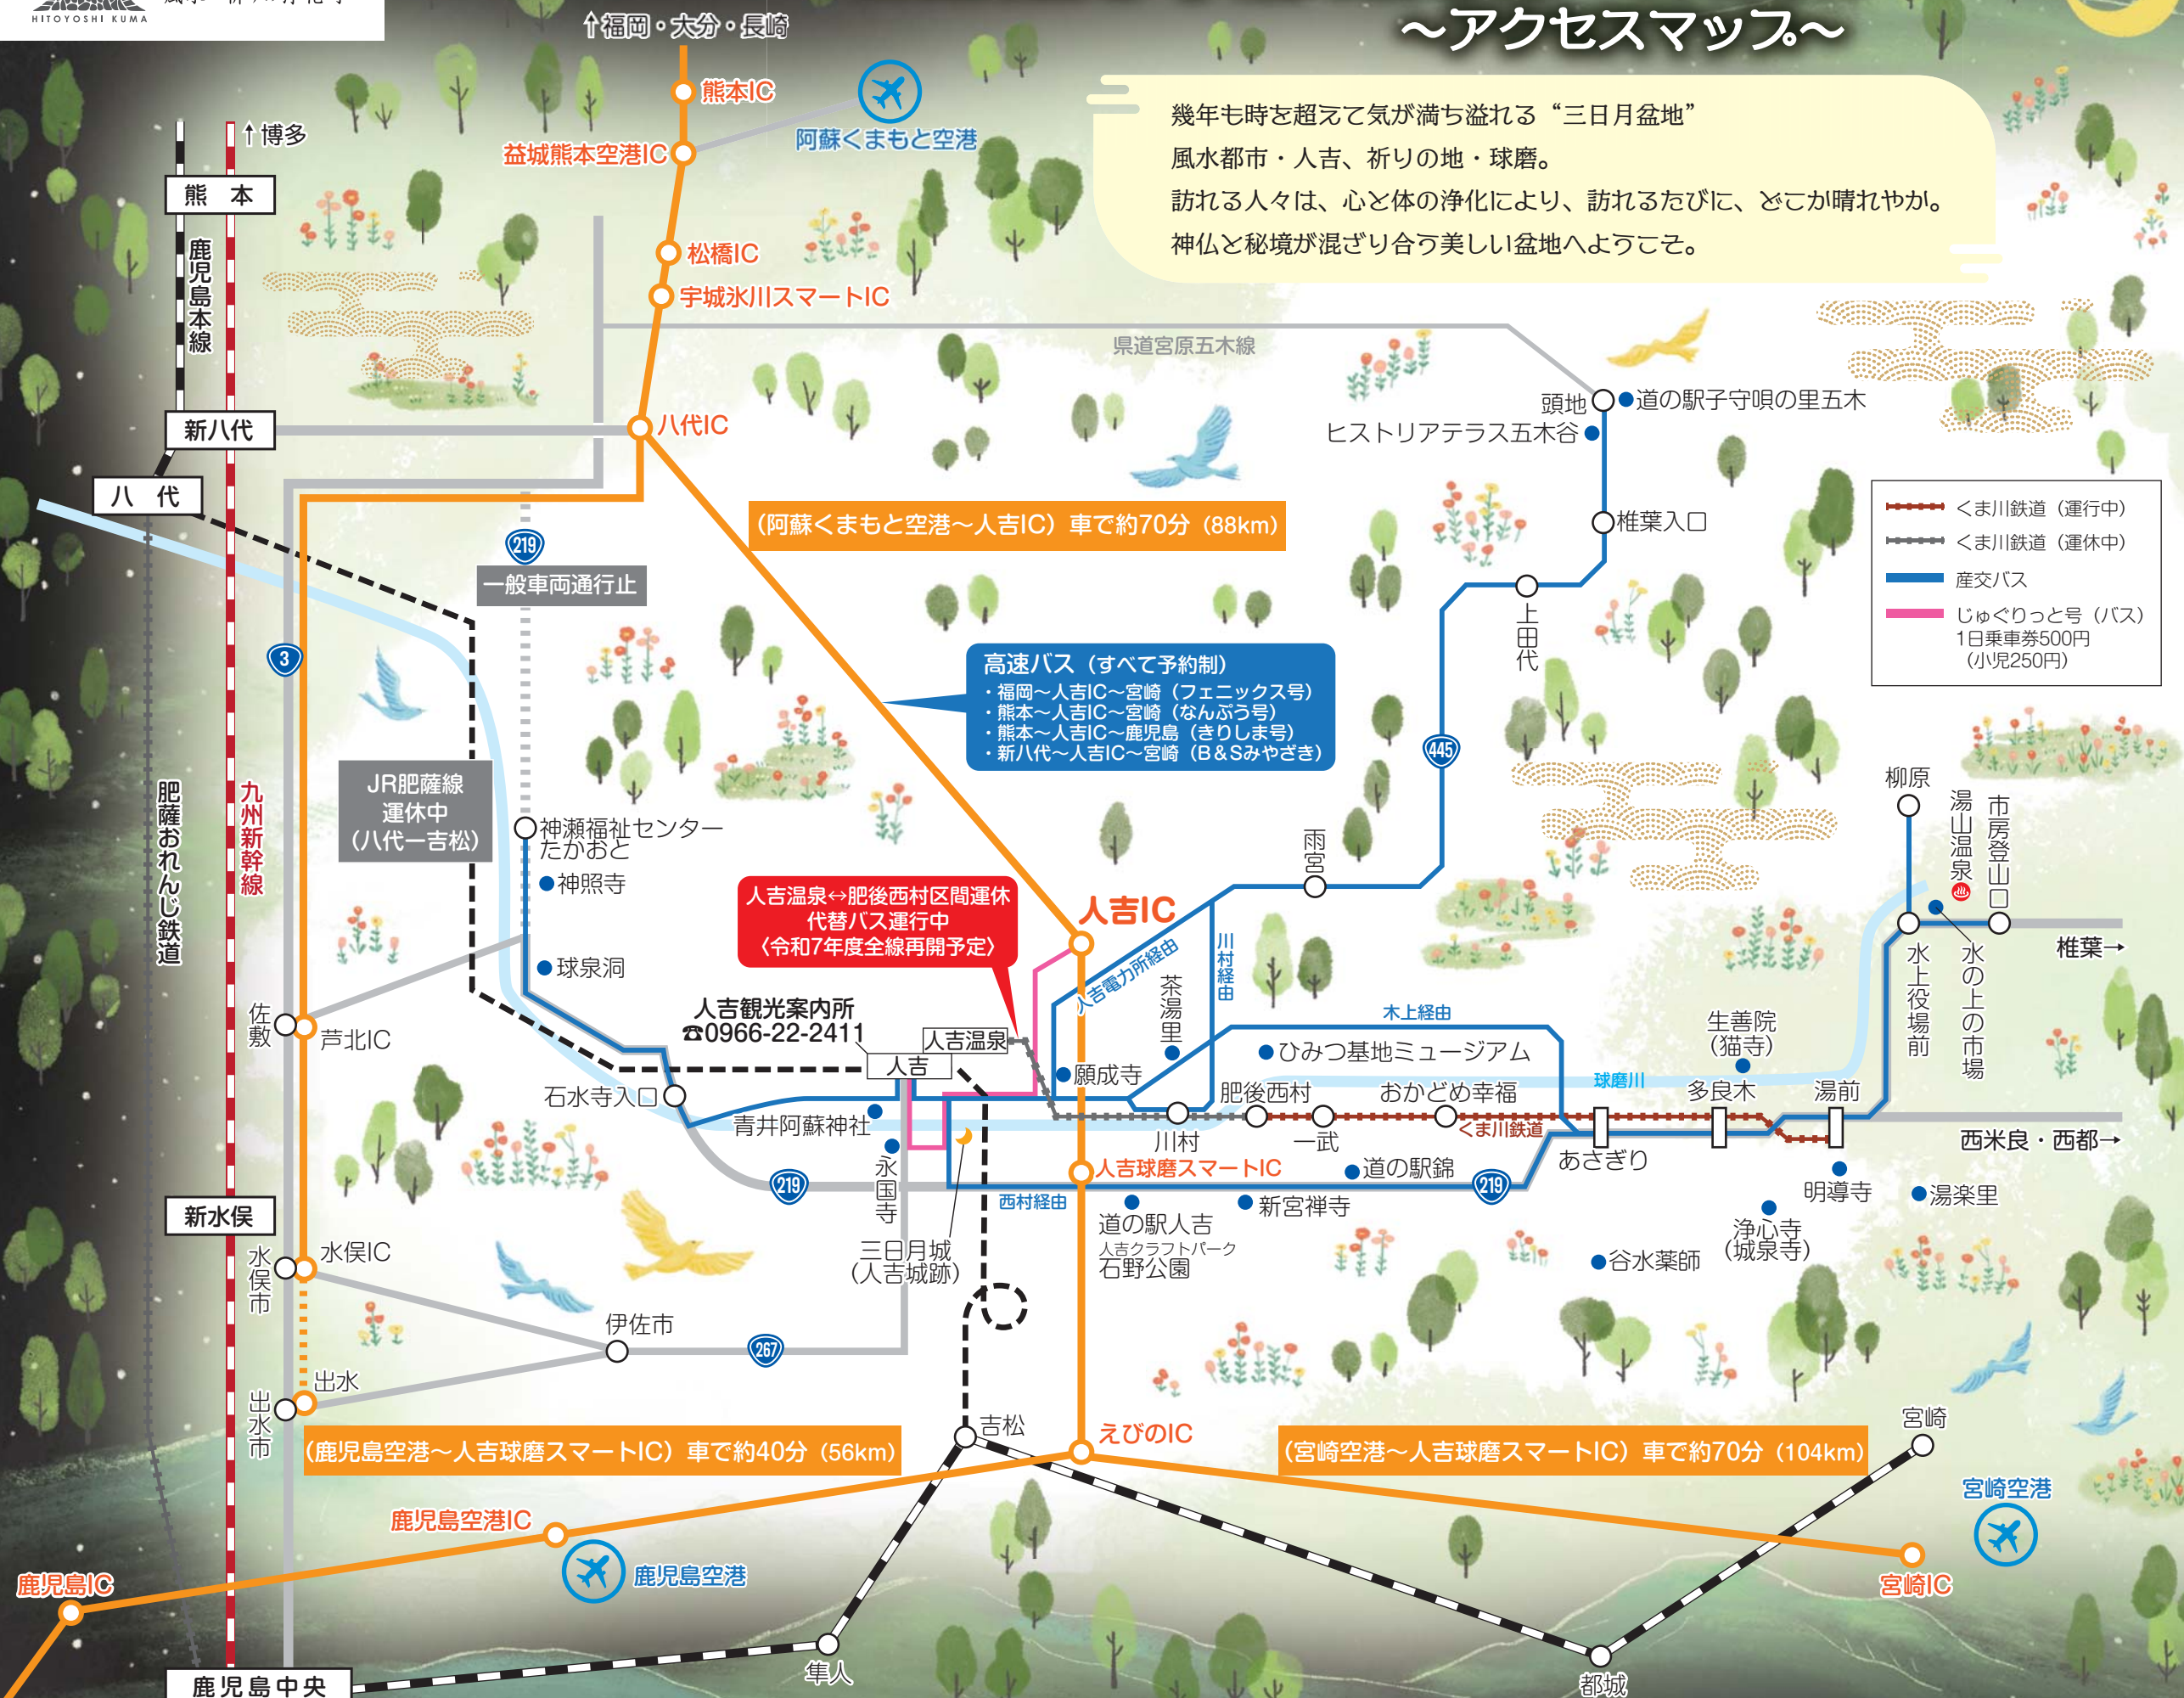 HITOYOSHI KUMA
～アクセスマップ～
幾年も時を超えて気が満ち溢れる“三日月盆地”
風水都市・人吉、祈りの地・球磨。
訪れる人々は、心と体の浄化により、訪れるたびに、どこか晴れやか。
神仏と秘境が混ざり合う美しい盆地へようこそ。
↑福岡・大分・長崎
熊本IC
益城熊本空港IC
阿蘇くまもと空港
松橋IC
宇城氷川スマートIC
八代IC
↑博多
熊 本
鹿児島本線
新八代
八 代
県道宮原五木線
頭地
道の駅子守唄の里五木
ヒストリアテラス五木谷
椎葉入口
上田代
445
雨宮
くま川鉄道（運行中）
くま川鉄道（運休中）
産交バス
じゅぐりっと号（バス）
1日乗車券500円
（小児250円）
（阿蘇くまもと空港～人吉IC）車で約70分（88km）
219
一般車両通行止
3
高速バス（すべて予約制）
・福岡～人吉IC～宮崎（フェニックス号）
・熊本～人吉IC～宮崎（なんぷう号）
・熊本～人吉IC～鹿児島（きりしま号）
・新八代～人吉IC～宮崎（B＆Sみやざき）
JR肥薩線
運休中
（八代ー吉松）
肥薩おれんじ鉄道
九州新幹線
神瀬福祉センター
たかおと
神照寺
球泉洞
佐敷
芦北IC
人吉温泉↔肥後西村区間運休
代替バス運行中
〈令和7年度全線再開予定〉
人吉IC
人吉電力所経由
川村経由
茶湯里
木上経由
人吉観光案内所
☎0966-22-2411
人吉温泉
人吉
願成寺
ひみつ基地ミュージアム
生善院
（猫寺）
柳原
湯山温泉
市房登山口
水上役場前
水の上の市場
椎葉→
石水寺入口
青井阿蘇神社
永国寺
川村
肥後西村
一武
おかどめ幸福
くま川鉄道
球磨川
あさぎり
多良木
湯前
西米良・西都→
人吉球磨スマートIC
道の駅錦
219
219
西村経由
三日月城
（人吉城跡）
道の駅人吉
人吉クラフトパーク
石野公園
新宮禅寺
谷水薬師
浄心寺
（城泉寺）
明導寺
湯楽里
新水俣
水俣市
水俣IC
伊佐市
267
出水
出水市
（鹿児島空港～人吉球磨スマートIC）車で約40分（56km）
吉松
えびのIC
（宮崎空港～人吉球磨スマートIC）車で約70分（104km）
宮崎
宮崎空港
宮崎IC
鹿児島空港IC
鹿児島空港
鹿児島IC
鹿児島中央
隼人
都城